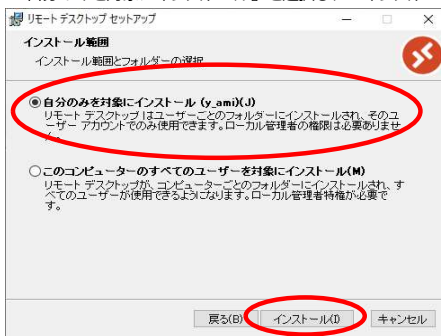 リモート デスクトップ セットアップ
インストール範囲
インストール範囲とフォルダーの選択
自分のみを対象にインストール (y_ami)(J)
リモート デスクトップ はユーザーごとのフォルダーにインストールされ、そのユ
ーザー アカウントでのみ使用できます。ローカル管理者の権限は必要ありませ
このコンピューターのすべてのユーザーを対象にインストール(M)
リモート デスクトップが、コンピューターごとのフォルダーにインストールされ、す
べてのユーザーが使用できるようになります。ローカル管理者特権が必要で
す。
戻る(B)
インストール(I)
キャンセル